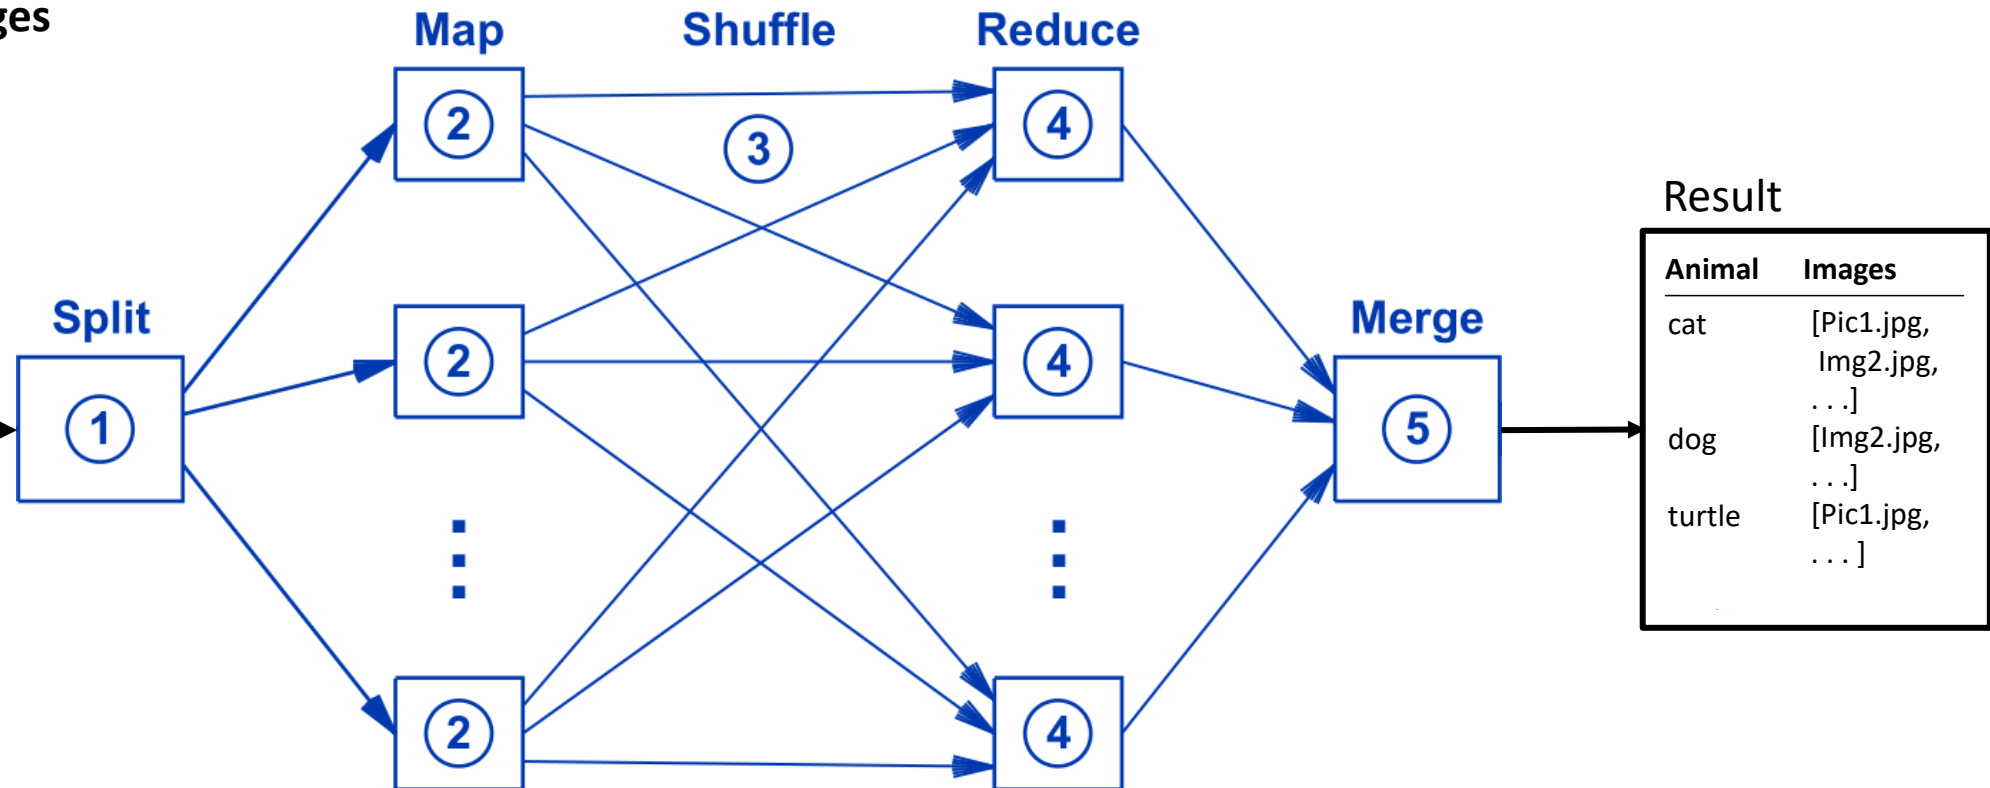 ges
Map Shuffle Reduce
2 3 4
Split Merge
1 2 4 5
2 4
Result
Animal Images
cat [Pic1.jpg,
Img2.jpg,
. . .]
dog [Img2.jpg,
. . .]
turtle [Pic1.jpg,
. . . ]